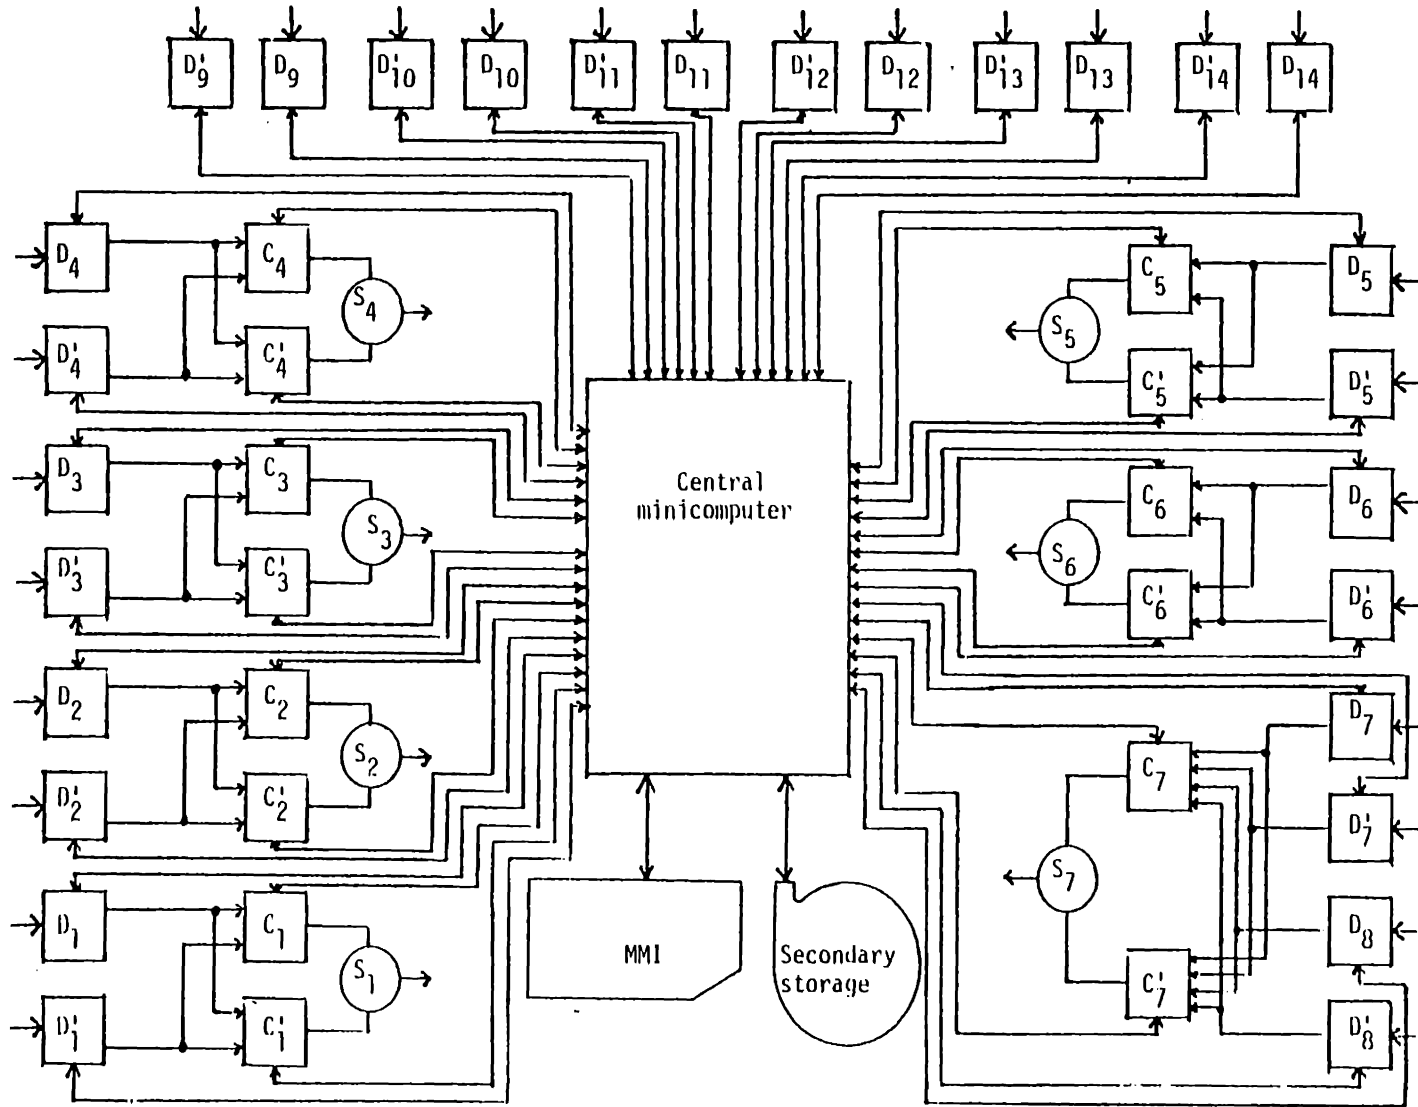 D'9 D9 D'10 D10 D'11 D11 D'12 D12 D'13 D13 D'14 D14
D4 C4 S4
D'4 C'4
D3 C3 S3
D'3 C'3
D2 C2 S2
D'2 C'2
D1 C1 S1
D'1 C'1
Central
minicomputer
MMI
Secondary
storage
C5 D5
S5
C'5 D'5
C6 D6
S6
C'6 D'6
D7
C7
D'7
S7
D8
C'7
D'8